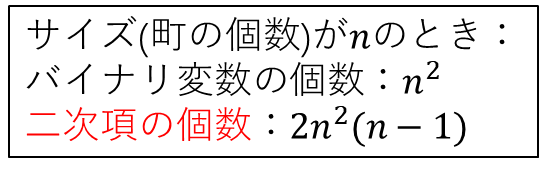 サイズ(町の個数)がnのとき：
バイナリ変数の個数：n²
二次項の個数：2n²(n − 1)